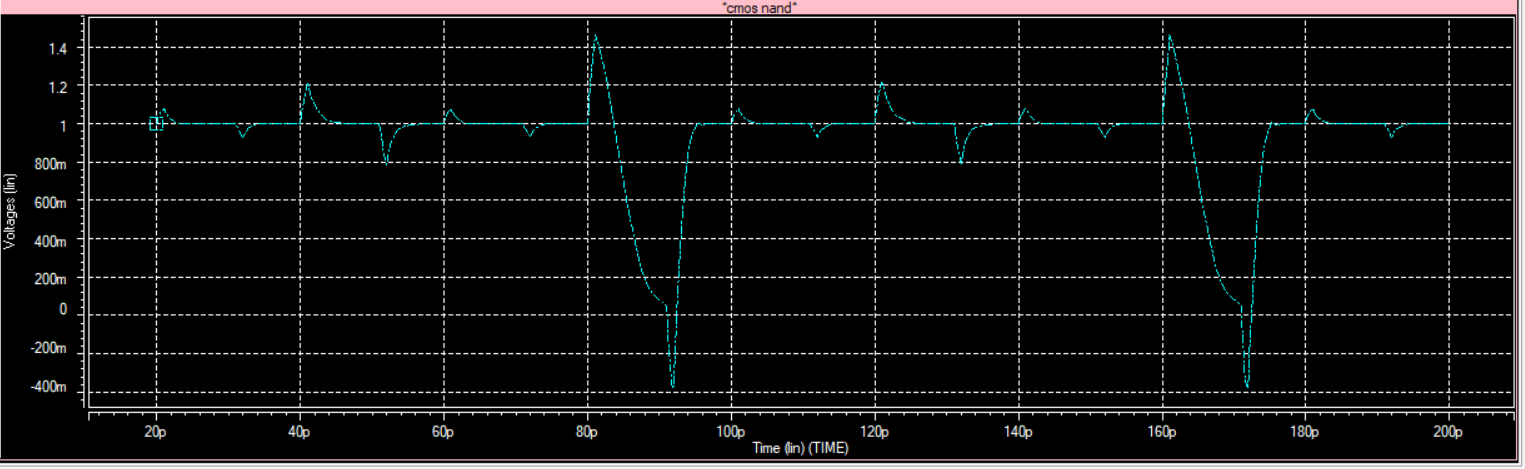 *cmos nand*
Voltages (lin)
1.4
1.2
1
800m
600m
400m
200m
0
-200m
-400m
20p 40p 60p 80p 100p 120p 140p 160p 180p 200p
Time (lin) (TIME)